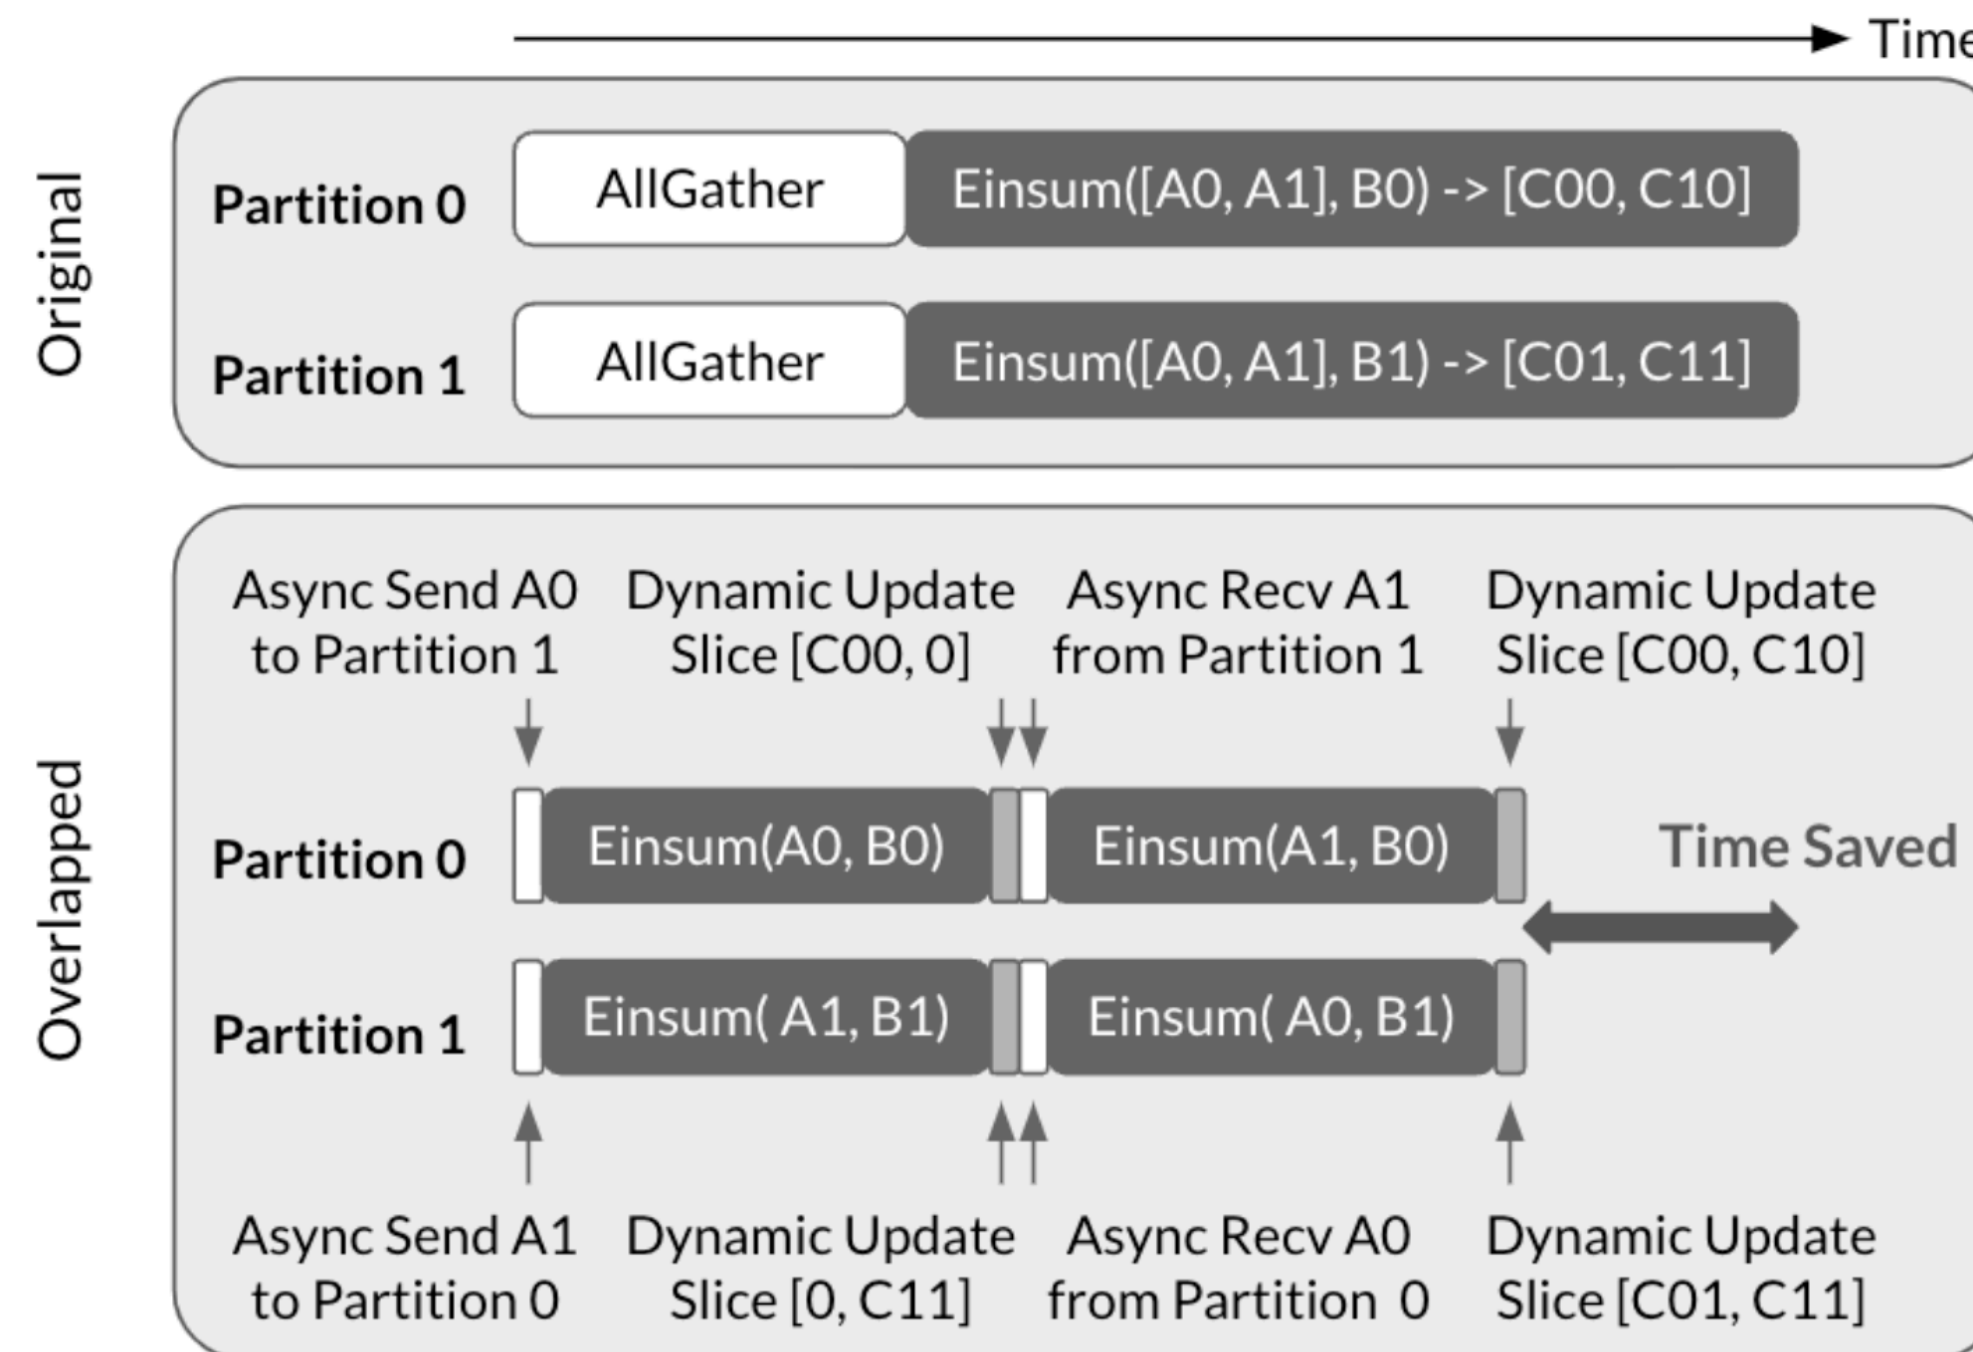 Time
Original
Partition 0
AllGather
Einsum([A0, A1], B0) -> [C00, C10]
Partition 1
AllGather
Einsum([A0, A1], B1) -> [C01, C11]
Overlapped
Async Send A0
to Partition 1
Dynamic Update
Slice [C00, 0]
Async Recv A1
from Partition 1
Dynamic Update
Slice [C00, C10]
Partition 0
Einsum(A0, B0)
Einsum(A1, B0)
Time Saved
Partition 1
Einsum( A1, B1)
Einsum( A0, B1)
Async Send A1
to Partition 0
Dynamic Update
Slice [0, C11]
Async Recv A0
from Partition  0
Dynamic Update
Slice [C01, C11]